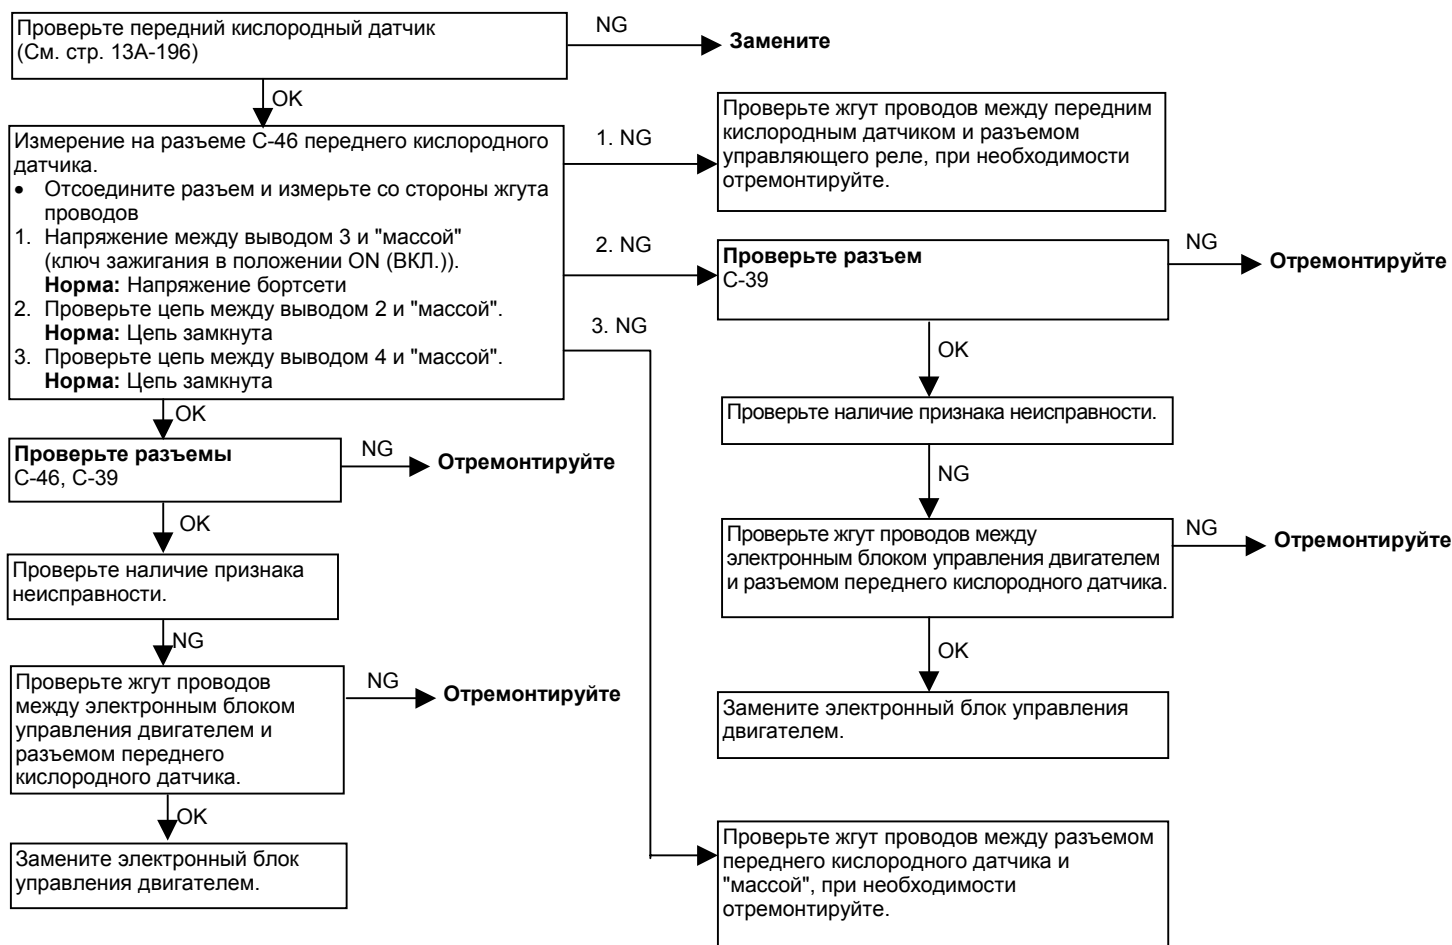 Проверьте передний кислородный датчик
(См. стр. 13А-196)
NG
Замените
OK
Измерение на разъеме С-46 переднего кислородного
датчика.
• Отсоедините разъем и измерьте со стороны жгута
проводов
1. Напряжение между выводом 3 и "массой"
(ключ зажигания в положении ON (ВКЛ.)).
Норма: Напряжение бортсети
2. Проверьте цепь между выводом 2 и "массой".
Норма: Цепь замкнута
3. Проверьте цепь между выводом 4 и "массой".
Норма: Цепь замкнута
1. NG
Проверьте жгут проводов между передним
кислородным датчиком и разъемом
управляющего реле, при необходимости
отремонтируйте.
2. NG
Проверьте разъем
С-39
NG
Отремонтируйте
3. NG
OK
Проверьте наличие признака неисправности.
NG
Проверьте жгут проводов между
электронным блоком управления двигателем
и разъемом переднего кислородного датчика.
NG
Отремонтируйте
OK
Замените электронный блок управления
двигателем.
Проверьте жгут проводов между разъемом
переднего кислородного датчика и
"массой", при необходимости
отремонтируйте.
OK
Проверьте разъемы
С-46, С-39
NG
Отремонтируйте
OK
Проверьте наличие признака
неисправности.
NG
Проверьте жгут проводов
между электронным блоком
управления двигателем и
разъемом переднего
кислородного датчика.
NG
Отремонтируйте
OK
Замените электронный блок
управления двигателем.